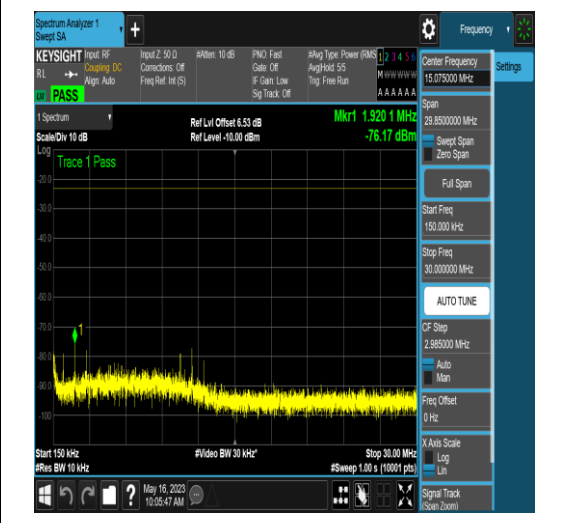 Spectrum Analyzer 1
Swept SA
Frequency
KEYSIGHT
RL
PASS
Input: RF
Coupling: DC
Align: Auto
Input Z: 50 Ω
Corrections: Off
Freq Ref: Int (S)
#Atten: 10 dB
PNO: Fast
Gate: Off
IF Gain: Low
Sig Track: Off
#Avg Type: Power (RMS
Avg|Hold: 5/5
Trig: Free Run
1 2 3 4 5 6
M W W W W W
A A A A A A
1 Spectrum
Scale/Div 10 dB
Ref Lvl Offset 6.53 dB
Ref Level -10.00 dBm
Mkr1 1.920 1 MHz
-76.17 dBm
Log
Trace 1 Pass
-20.0
-30.0
-40.0
-50.0
-60.0
-70.0
1
-80.0
-90.0
-100
Start 150 kHz
#Res BW 10 kHz
#Video BW 30 kHz*
Stop 30.00 MHz
#Sweep 1.00 s (10001 pts)
?
May 16, 2023
10:05:47 AM
Settings
Center Frequency
15.075000 MHz
Span
29.8500000 MHz
Swept Span
Zero Span
Full Span
Start Freq
150.000 kHz
Stop Freq
30.000000 MHz
AUTO TUNE
CF Step
2.985000 MHz
Auto
Man
Freq Offset
0 Hz
X Axis Scale
Log
Lin
Signal Track
(Span Zoom)